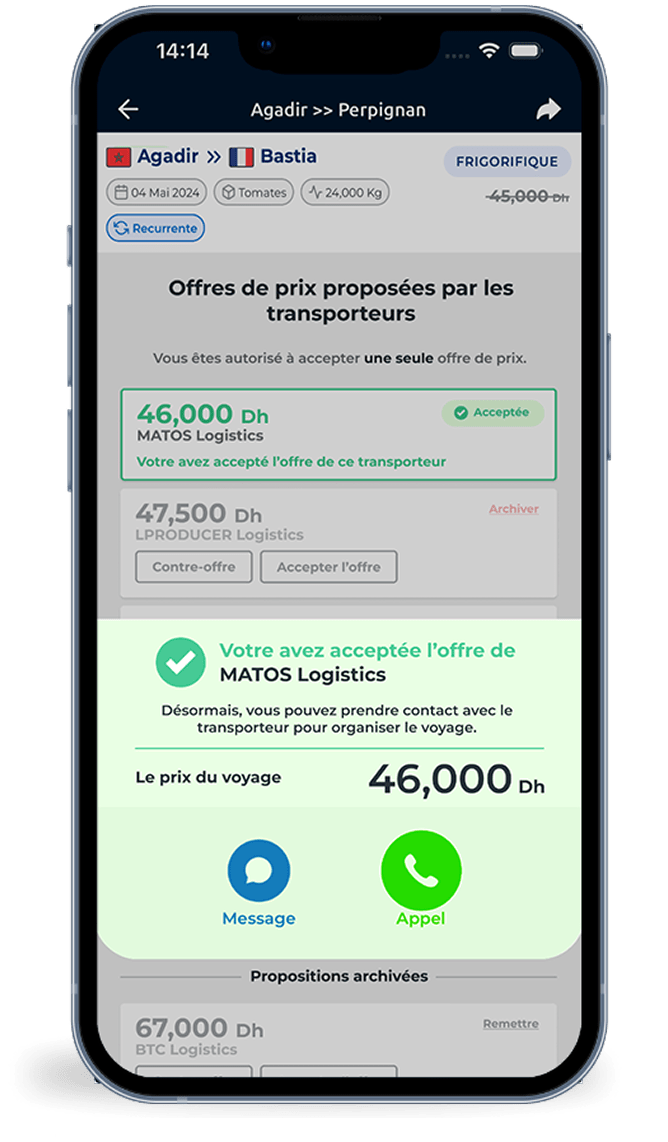 14:14
Agadir >> Perpignan
Agadir >> Bastia
FRIGORIFIQUE
04 Mai 2024
Tomates
24,000 Kg
45,000 Dh
Recurrente
Offres de prix proposées par les
transporteurs
Vous êtes autorisé à accepter une seule offre de prix.
46,000 Dh
Acceptée
MATOS Logistics
Votre avez accepté l'offre de ce transporteur
47,500 Dh
Archiver
LPRODUCER Logistics
Contre-offre
Accepter l'offre
Votre avez acceptée l'offre de
MATOS Logistics
Désormais, vous pouvez prendre contact avec le
transporteur pour organiser le voyage.
Le prix du voyage
46,000 Dh
Message
Appel
Propositions archivées
67,000 Dh
Remettre
BTC Logistics